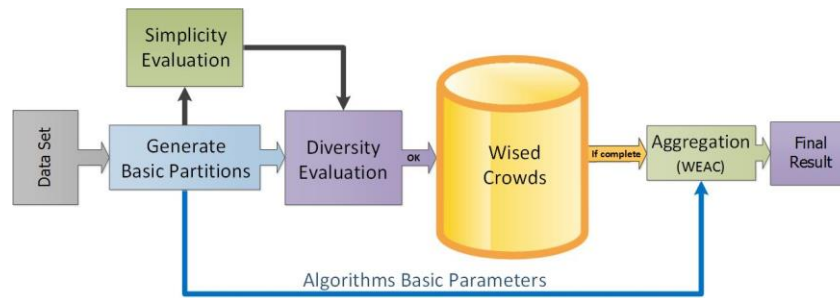 Simplicity
Evaluation
Data Set
Generate
Basic Partitions
Diversity
Evaluation
OK
Wised
Crowds
If complete
Aggregation
(WEAC)
Final
Result
Algorithms Basic Parameters